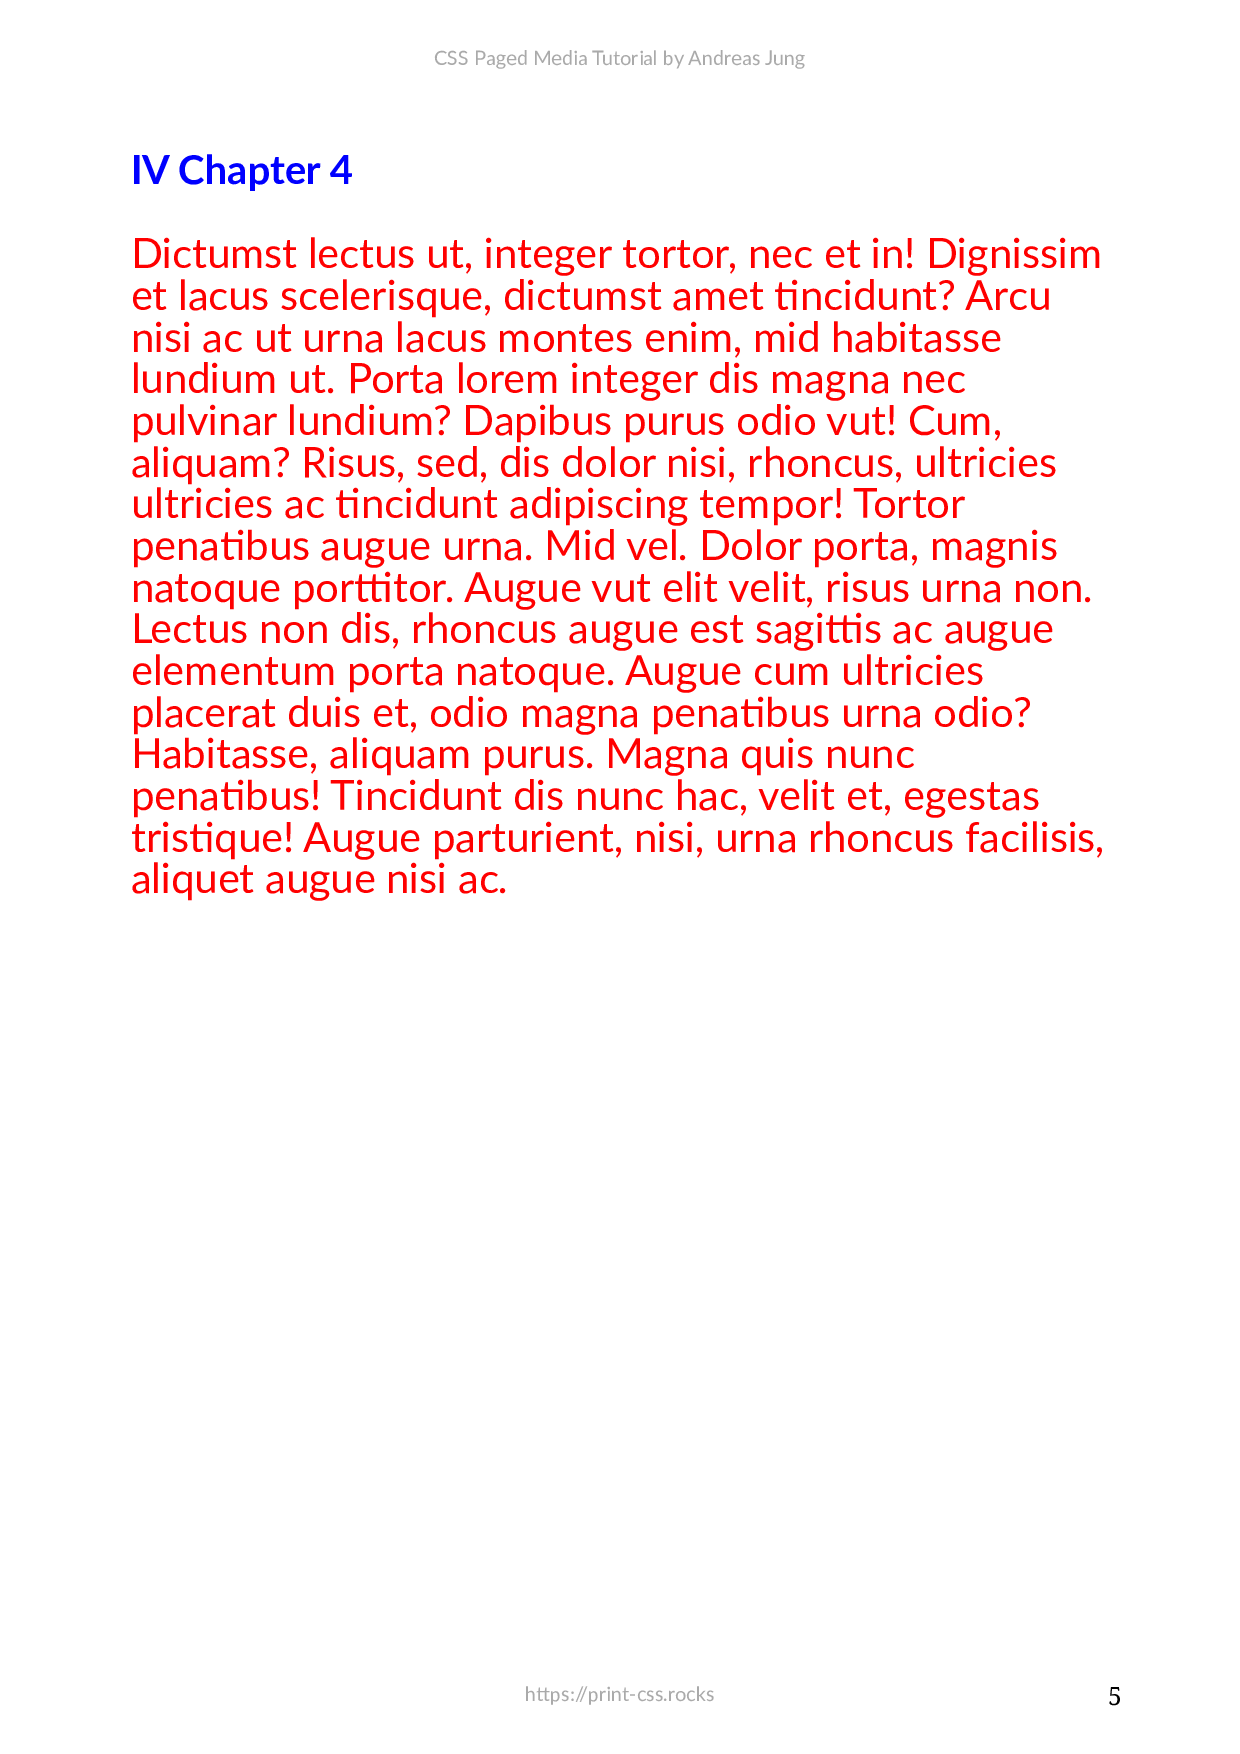 CSS Paged Media Tutorial by Andreas Jung
IV Chapter 4
Dictumst lectus ut, integer tortor, nec et in! Dignissim
et lacus scelerisque, dictumst amet tincidunt? Arcu
nisi ac ut urna lacus montes enim, mid habitasse
lundium ut. Porta lorem integer dis magna nec
pulvinar lundium? Dapibus purus odio vut! Cum,
aliquam? Risus, sed, dis dolor nisi, rhoncus, ultricies
ultricies ac tincidunt adipiscing tempor! Tortor
penatibus augue urna. Mid vel. Dolor porta, magnis
natoque porttitor. Augue vut elit velit, risus urna non.
Lectus non dis, rhoncus augue est sagittis ac augue
elementum porta natoque. Augue cum ultricies
placerat duis et, odio magna penatibus urna odio?
Habitasse, aliquam purus. Magna quis nunc
penatibus! Tincidunt dis nunc hac, velit et, egestas
tristique! Augue parturient, nisi, urna rhoncus facilisis,
aliquet augue nisi ac.
https://print-css.rocks
5